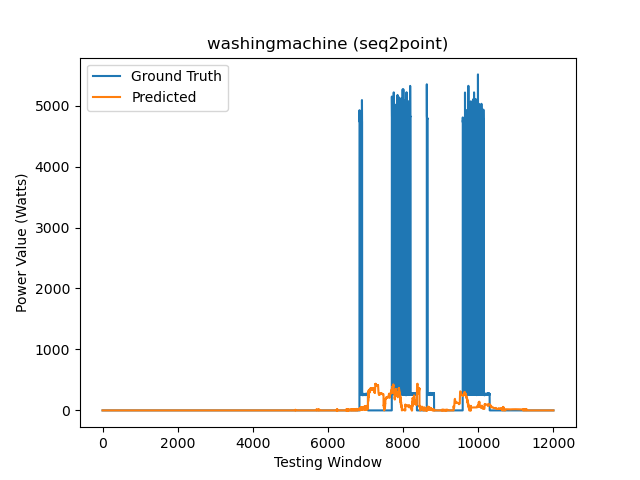 washingmachine (seq2point)
Ground Truth
Predicted
Power Value (Watts)
5000
4000
3000
2000
1000
0
0 2000 4000 6000 8000 10000 12000
Testing Window